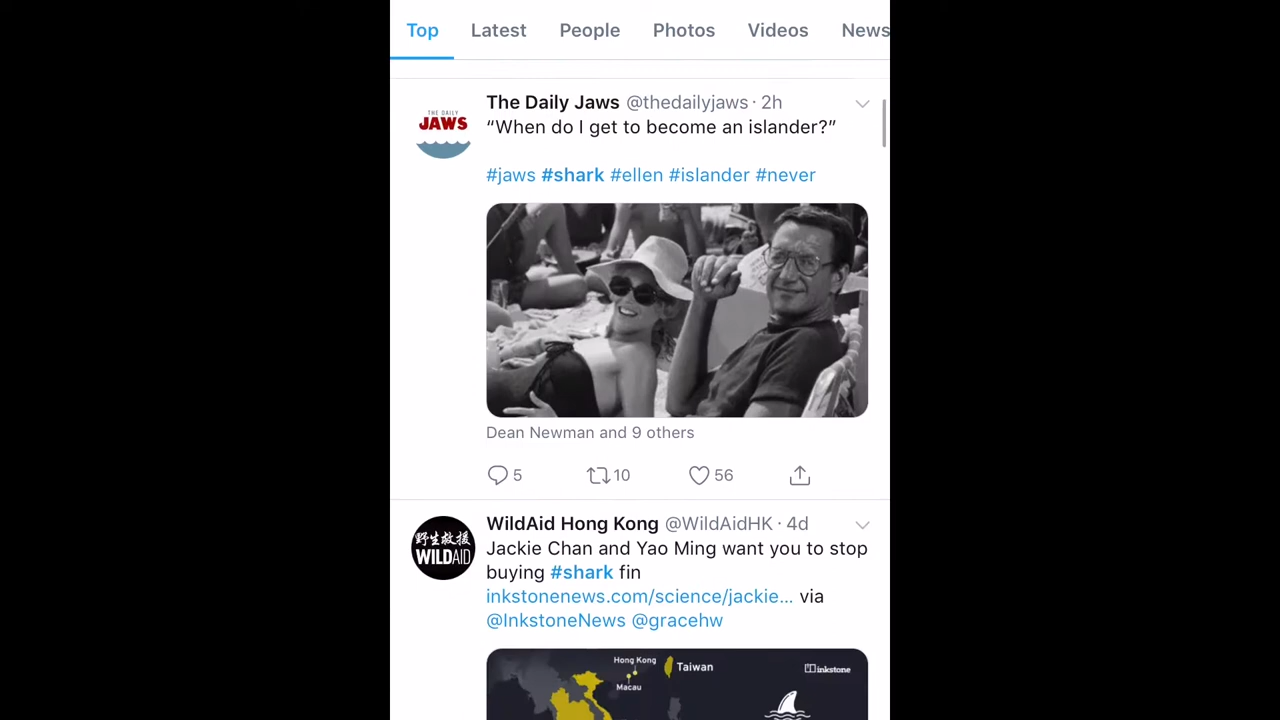 Top Latest People Photos Videos News
The Daily Jaws @thedailyjaws · 2h
THE DAILY
JAWS
“When do I get to become an islander?”
#jaws #shark #ellen #islander #never
Dean Newman and 9 others
5 10 56
WildAid Hong Kong @WildAidHK · 4d
野生救援
WILDAID
Jackie Chan and Yao Ming want you to stop
buying #shark fin
inkstonenews.com/science/jackie... via
@InkstoneNews @gracehw
Hong Kong
Taiwan
inkstone
Macau